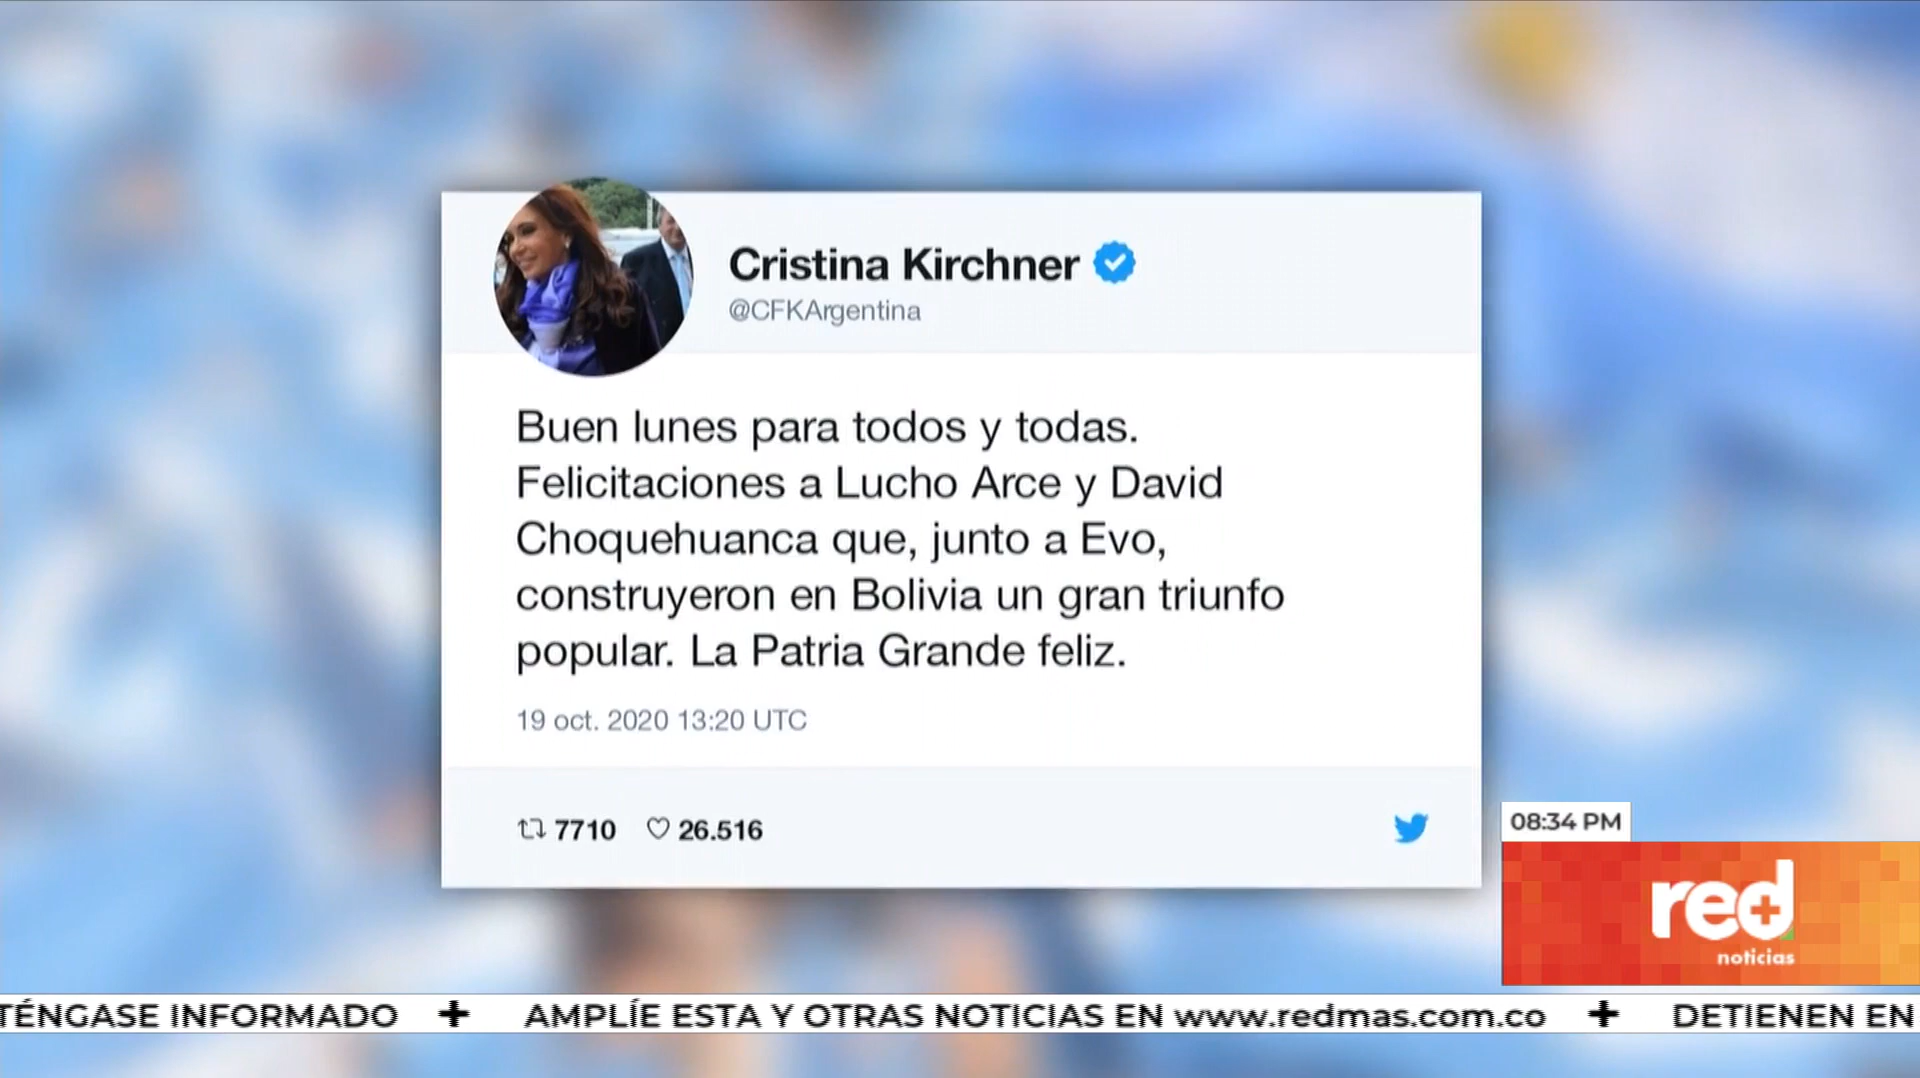 Cristina Kirchner
@CFKArgentina
Buen lunes para todos y todas.
Felicitaciones a Lucho Arce y David
Choquehuanca que, junto a Evo,
construyeron en Bolivia un gran triunfo
popular. La Patria Grande feliz.
19 oct. 2020 13:20 UTC
7710 26.516
08:34 PM
red+
noticias
TÉNGASE INFORMADO + AMPLÍE ESTA Y OTRAS NOTICIAS EN www.redmas.com.co + DETIENEN EN